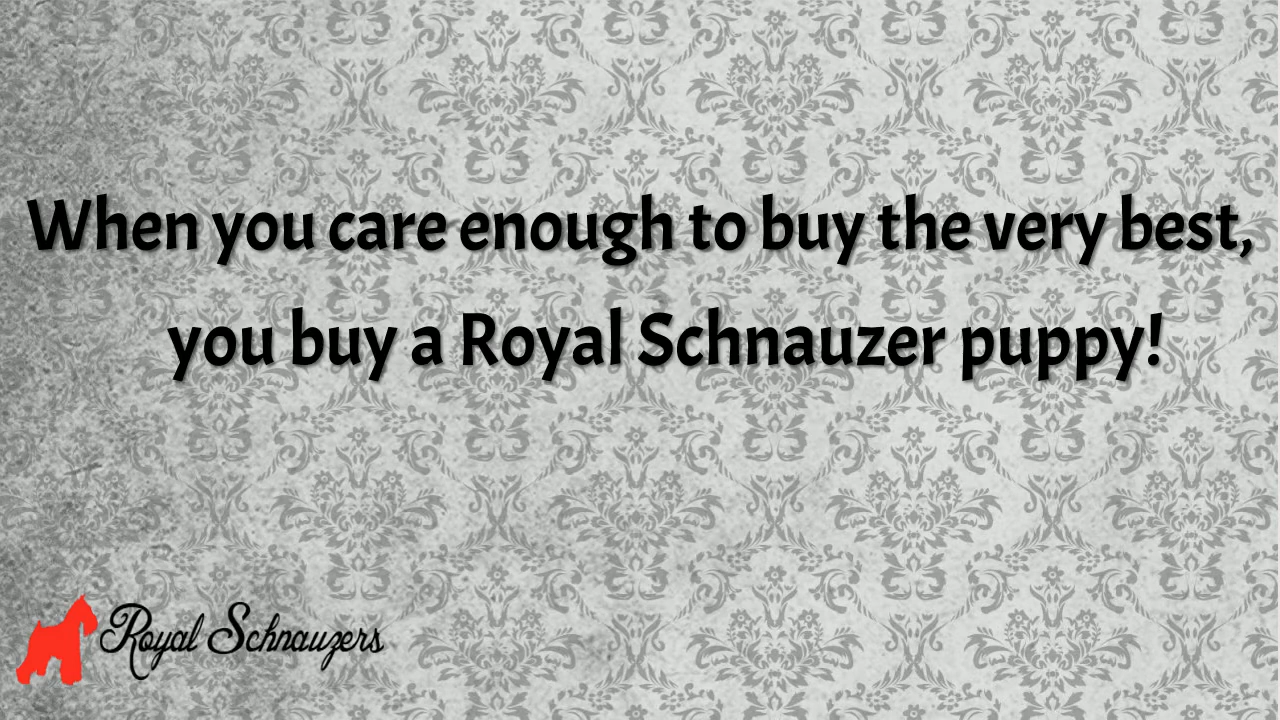 When you care enough to buy the very best,
you buy a Royal Schnauzer puppy!
Royal Schnauzers